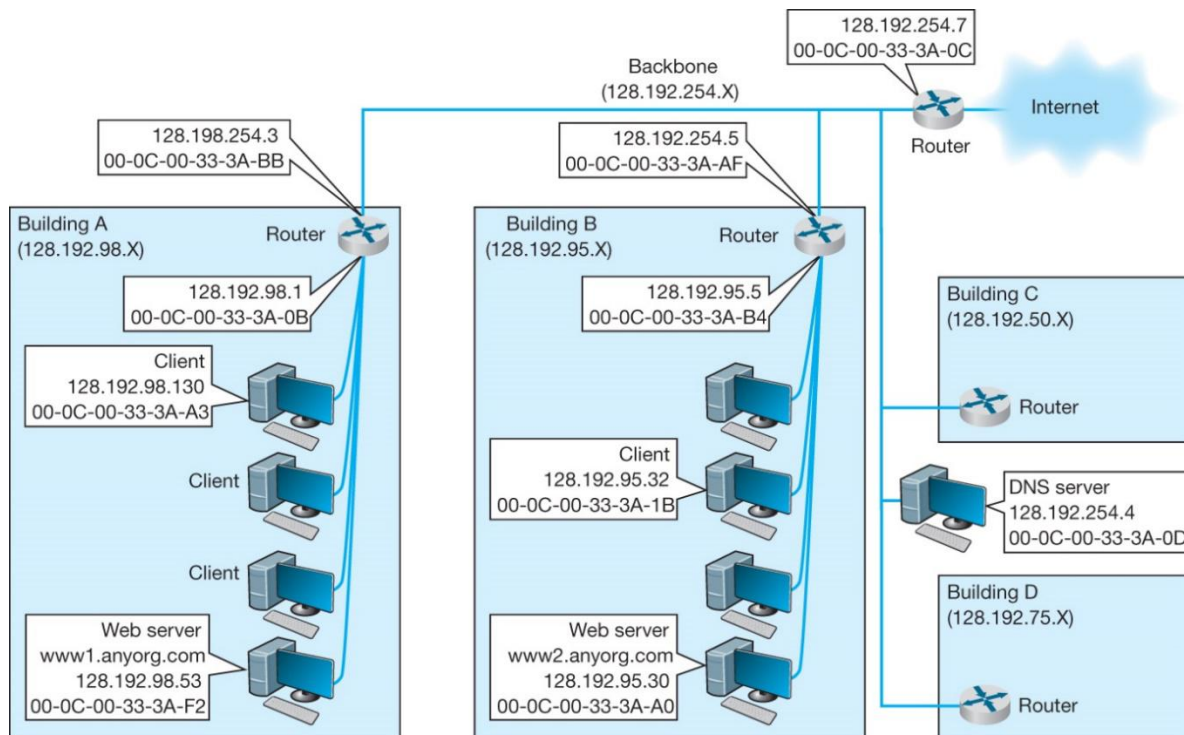 128.192.254.7
00-0C-00-33-3A-0C
Backbone
(128.192.254.X)
Internet
Router
128.198.254.3
00-0C-00-33-3A-BB
128.192.254.5
00-0C-00-33-3A-AF
Building A
(128.192.98.X)
Router
128.192.98.1
00-0C-00-33-3A-0B
Client
128.192.98.130
00-0C-00-33-3A-A3
Client
Client
Web server
www1.anyorg.com
128.192.98.53
00-0C-00-33-3A-F2
Building B
(128.192.95.X)
Router
128.192.95.5
00-0C-00-33-3A-B4
Client
128.192.95.32
00-0C-00-33-3A-1B
Web server
www2.anyorg.com
128.192.95.30
00-0C-00-33-3A-A0
Building C
(128.192.50.X)
Router
DNS server
128.192.254.4
00-0C-00-33-3A-0D
Building D
(128.192.75.X)
Router